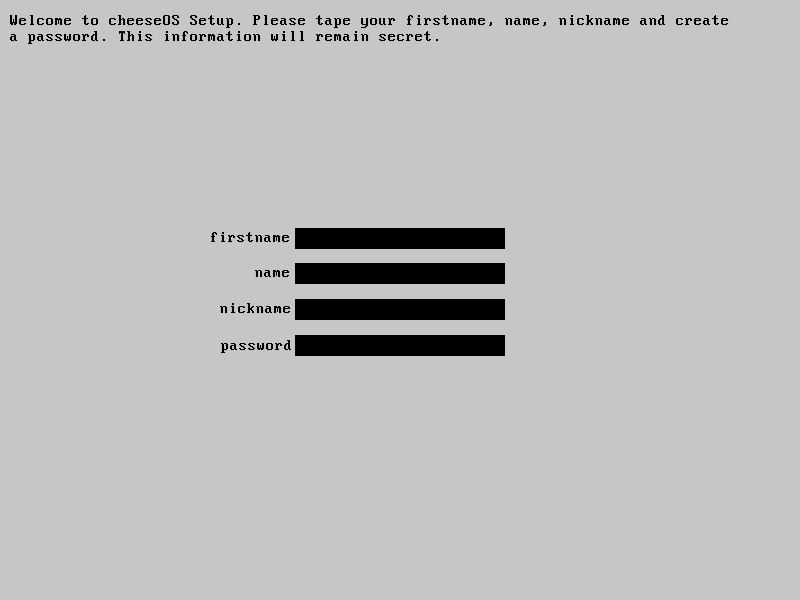 Welcome to cheeseOS Setup. Please tape your firstname, name, nickname and create
a password. This information will remain secret.
firstname
name
nickname
password